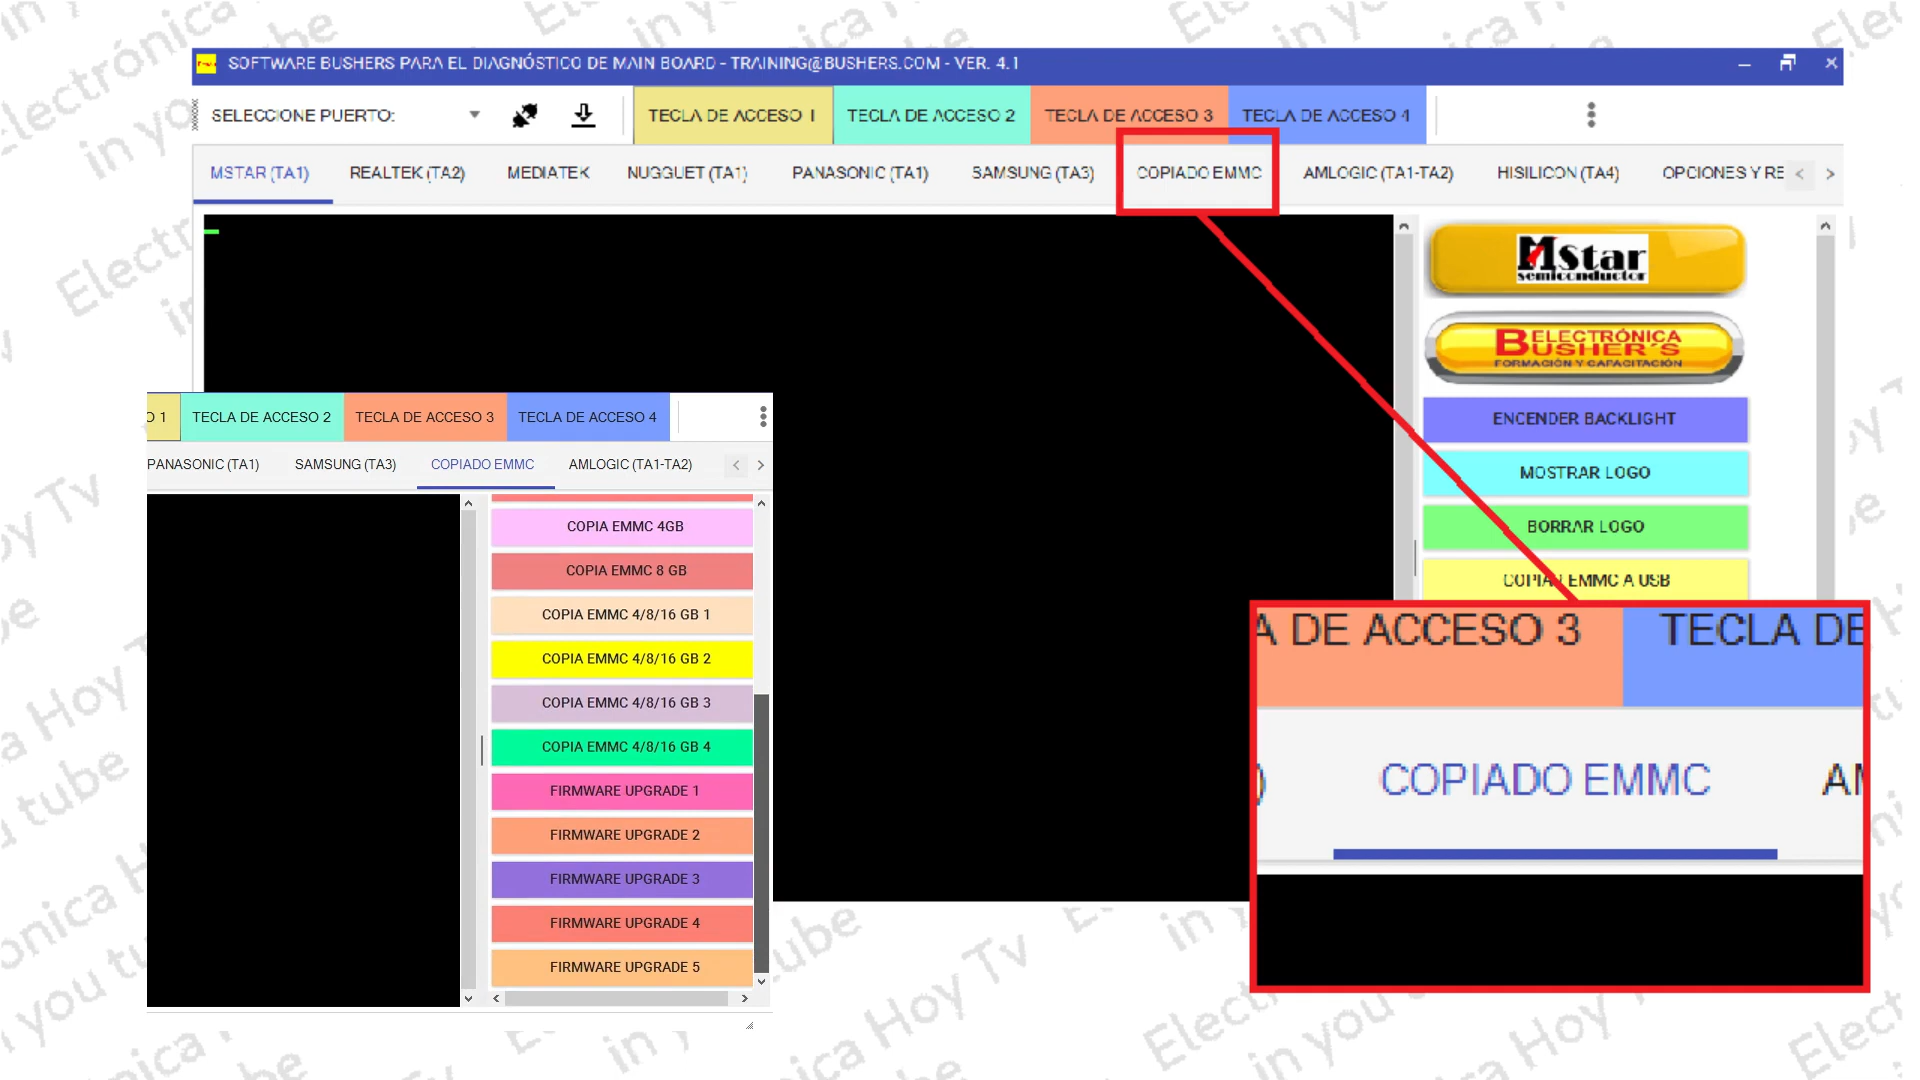 SOFTWARE BUSHERS PARA EL DIAGNÓSTICO DE MAIN BOARD - TRAINING@BUSHERS.COM - VER. 4.1
SELECCIONE PUERTO:
TECLA DE ACCESO 1
TECLA DE ACCESO 2
TECLA DE ACCESO 3
TECLA DE ACCESO 4
MSTAR (TA1)
REALTEK (TA2)
MEDIATEK
NUGGUET (TA1)
PANASONIC (TA1)
SAMSUNG (TA3)
COPIADO EMMC
AMLOGIC (TA1-TA2)
HISILICON (TA4)
OPCIONES Y RE
MStar
semiconductor
BUSHER'S
ELECTRÓNICA
FORMACIÓN Y CAPACITACIÓN
ENCENDER BACKLIGHT
MOSTRAR LOGO
BORRAR LOGO
COPIAR EMMC A USB
O 1
TECLA DE ACCESO 2
TECLA DE ACCESO 3
TECLA DE ACCESO 4
PANASONIC (TA1)
SAMSUNG (TA3)
COPIADO EMMC
AMLOGIC (TA1-TA2)
COPIA EMMC 4GB
COPIA EMMC 8 GB
COPIA EMMC 4/8/16 GB 1
COPIA EMMC 4/8/16 GB 2
COPIA EMMC 4/8/16 GB 3
COPIA EMMC 4/8/16 GB 4
FIRMWARE UPGRADE 1
FIRMWARE UPGRADE 2
FIRMWARE UPGRADE 3
FIRMWARE UPGRADE 4
FIRMWARE UPGRADE 5
A DE ACCESO 3
TECLA DE
COPIADO EMMC
AM